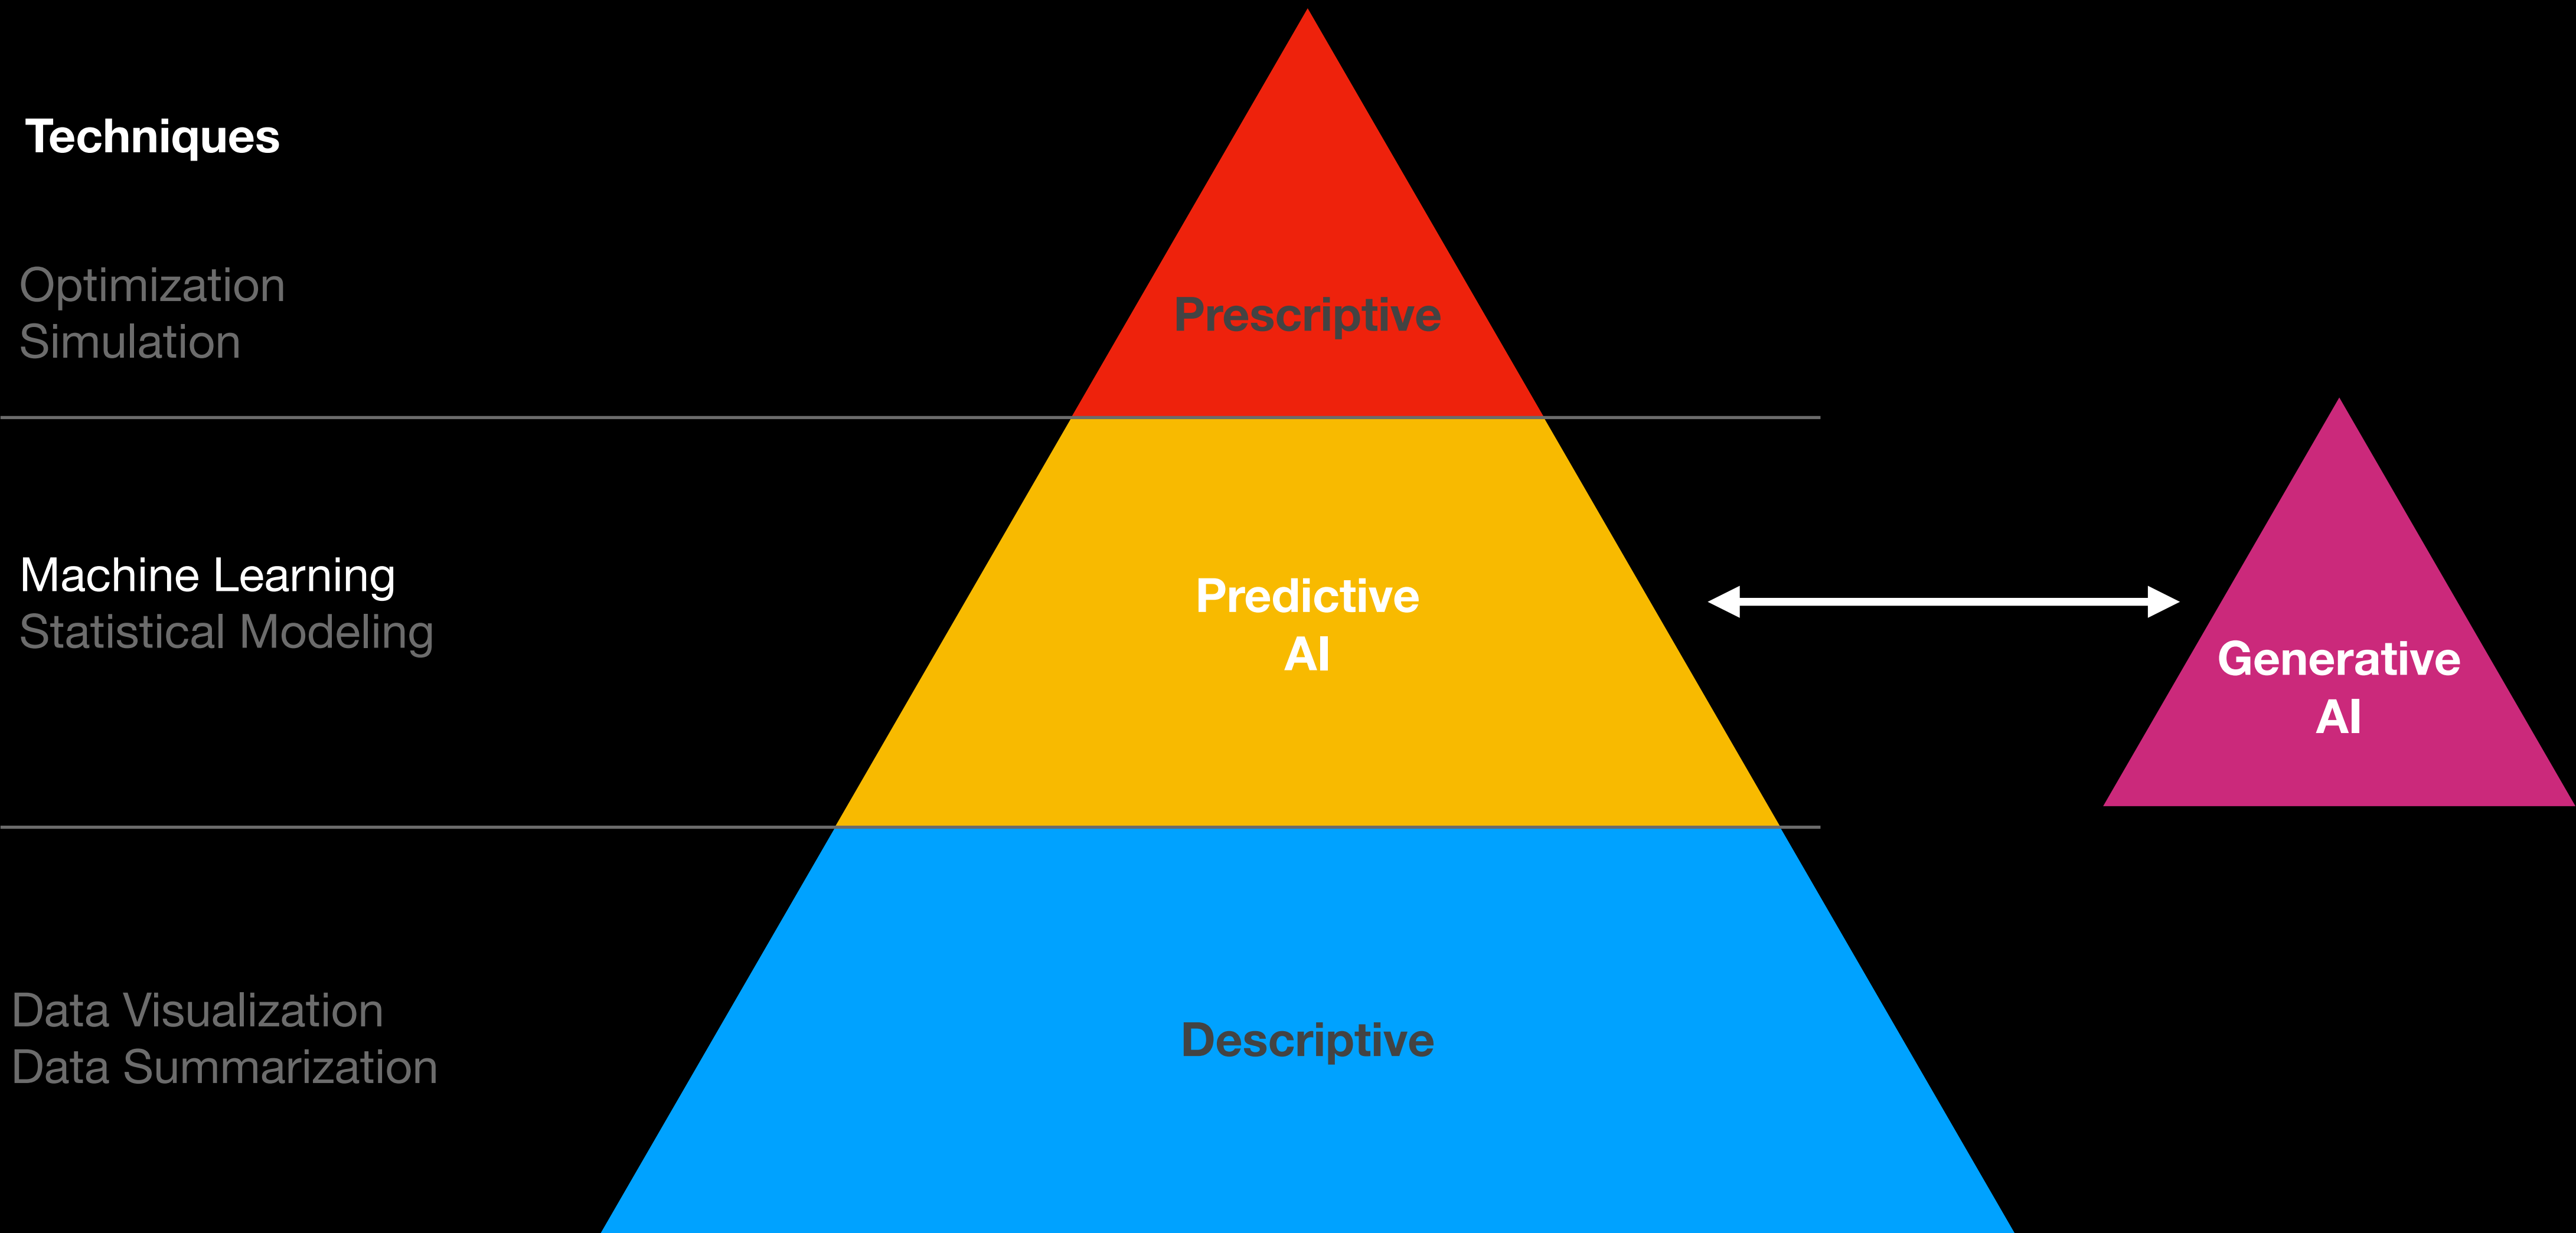 Techniques
Optimization
Simulation
Prescriptive
Machine Learning
Statistical Modeling
Predictive
AI
Generative
AI
Data Visualization
Data Summarization
Descriptive